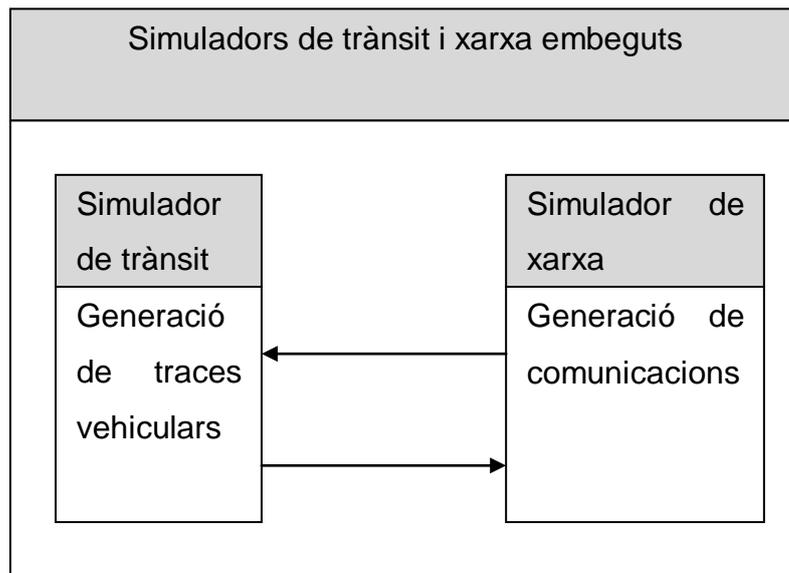 Simuladors de trànsit i xarxa embeguts
Simulador
de trànsit
Generació
de traces
vehiculars
Simulador de
xarxa
Generació de
comunicacions